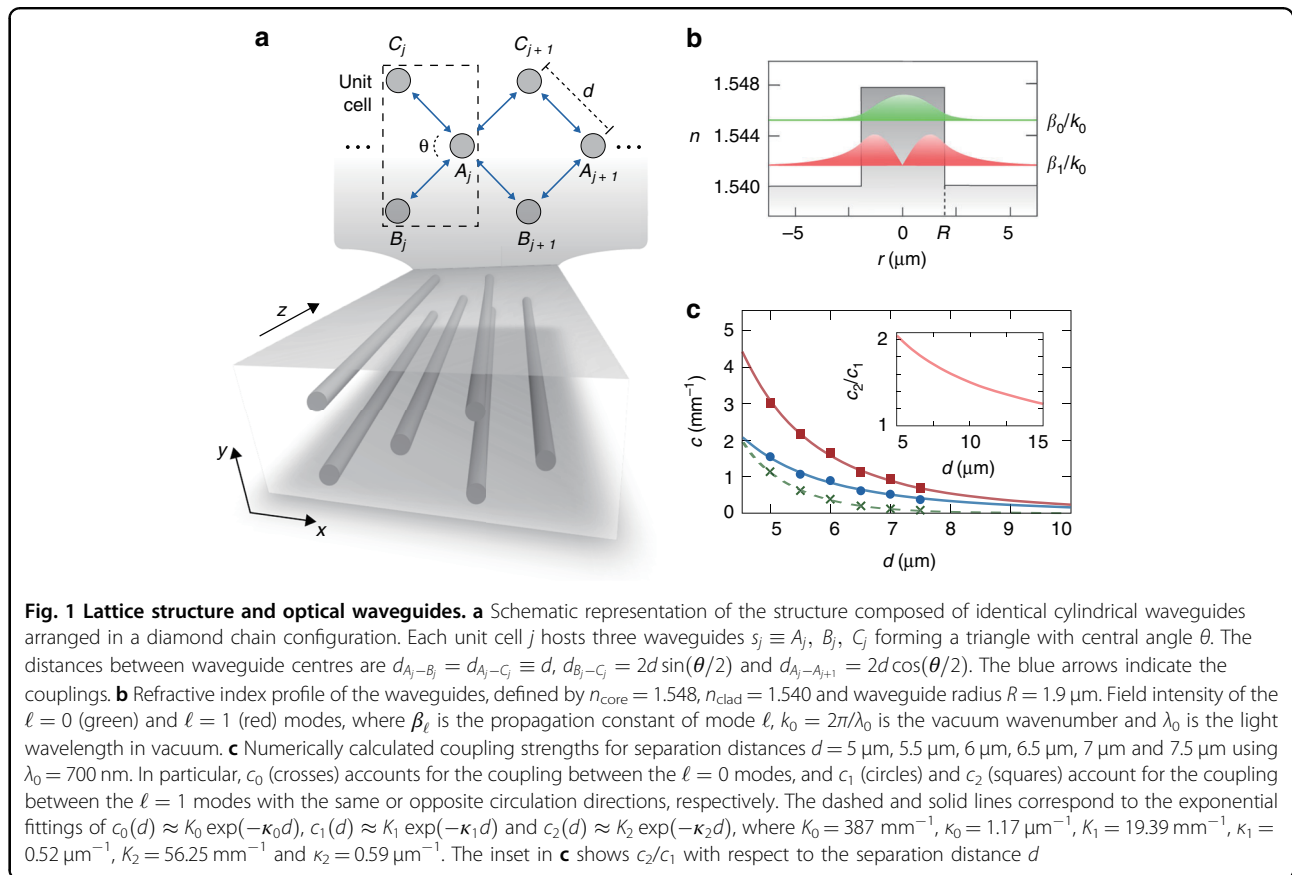 a
C_j
C_{j+1}
Unit
cell
d
θ
...
A_j
A_{j+1}
...
B_j
B_{j+1}
z
y
x
b
1.548
n
1.544
1.540
β_0/k_0
β_1/k_0
–5
0
R
5
r (μm)
c
5
4
3
2
1
0
c (mm⁻¹)
5
6
7
8
9
10
d (μm)
2
c_2/c_1
1
5
10
15
d (μm)
Fig. 1 Lattice structure and optical waveguides. a Schematic representation of the structure composed of identical cylindrical waveguides
arranged in a diamond chain configuration. Each unit cell j hosts three waveguides s_j ≡ A_j, B_j, C_j forming a triangle with central angle θ. The
distances between waveguide centres are d_{A_j−B_j} = d_{A_j−C_j} ≡ d, d_{B_j−C_j} = 2d sin(θ/2) and d_{A_j−A_{j+1}} = 2d cos(θ/2). The blue arrows indicate the
couplings. b Refractive index profile of the waveguides, defined by n_core = 1.548, n_clad = 1.540 and waveguide radius R = 1.9 μm. Field intensity of the
ℓ = 0 (green) and ℓ = 1 (red) modes, where β_ℓ is the propagation constant of mode ℓ, k_0 = 2π/λ_0 is the vacuum wavenumber and λ_0 is the light
wavelength in vacuum. c Numerically calculated coupling strengths for separation distances d = 5 μm, 5.5 μm, 6 μm, 6.5 μm, 7 μm and 7.5 μm using
λ_0 = 700 nm. In particular, c_0 (crosses) accounts for the coupling between the ℓ = 0 modes, and c_1 (circles) and c_2 (squares) account for the coupling
between the ℓ = 1 modes with the same or opposite circulation directions, respectively. The dashed and solid lines correspond to the exponential
fittings of c_0(d) ≈ K_0 exp(−κ_0d), c_1(d) ≈ K_1 exp(−κ_1d) and c_2(d) ≈ K_2 exp(−κ_2d), where K_0 = 387 mm⁻¹, κ_0 = 1.17 μm⁻¹, K_1 = 19.39 mm⁻¹, κ_1 =
0.52 μm⁻¹, K_2 = 56.25 mm⁻¹ and κ_2 = 0.59 μm⁻¹. The inset in c shows c_2/c_1 with respect to the separation distance d